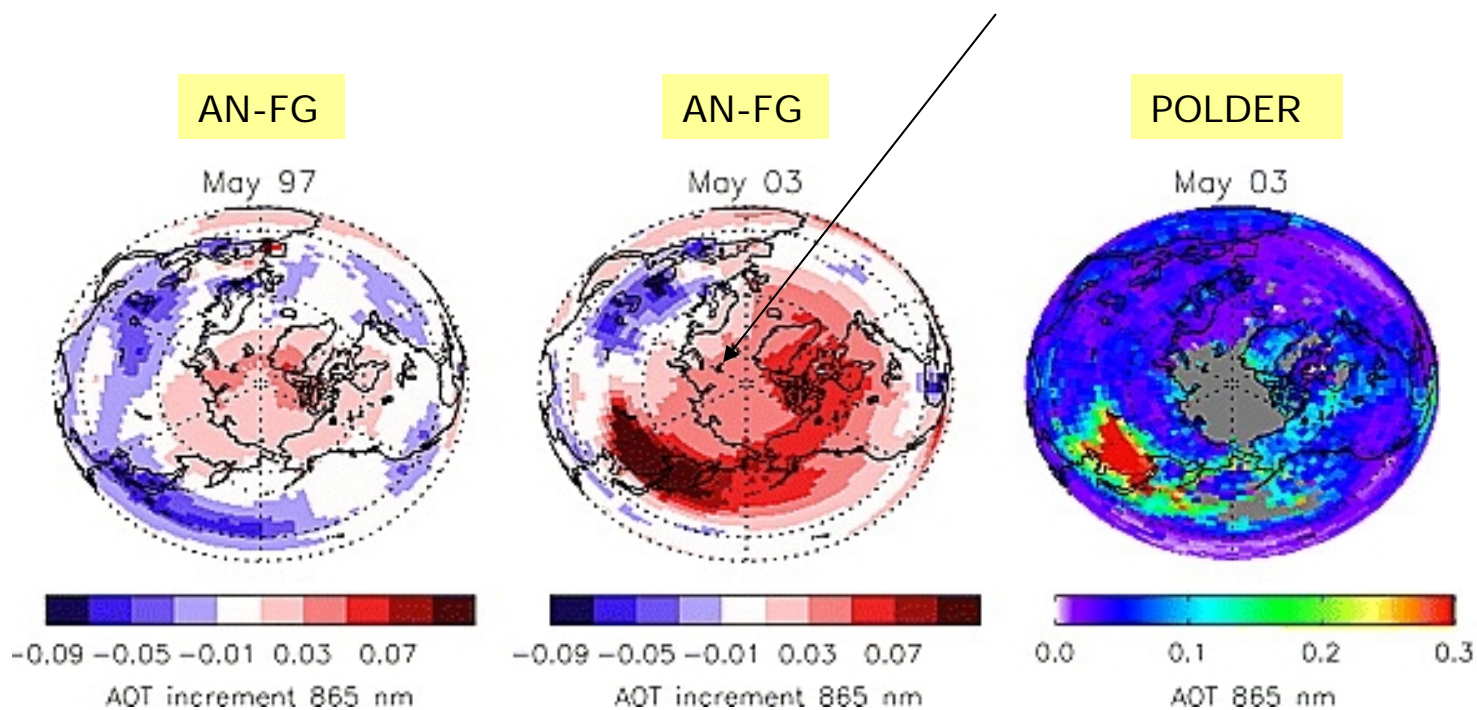 AN-FG AN-FG POLDER
May 97 May 03 May 03
−0.09 −0.05 −0.01 0.03 0.07 −0.09 −0.05 −0.01 0.03 0.07 0.0 0.1 0.2 0.3
AOT increment 865 nm AOT increment 865 nm AOT 865 nm